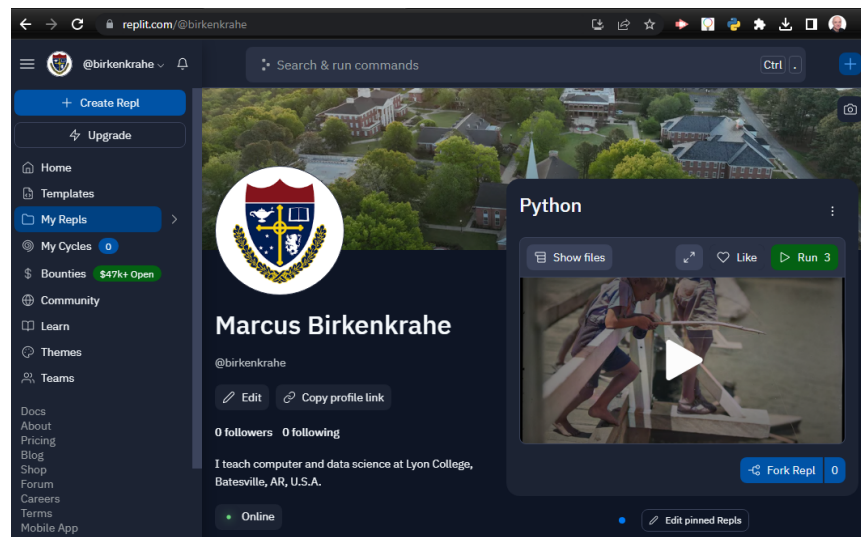 replit.com/@birkenkrahe
@birkenkrahe
Search & run commands
Ctrl .
+ Create Repl
Upgrade
Home
Templates
My Repls
My Cycles 0
$ Bounties $47k+ Open
Community
Learn
Themes
Teams
Docs
About
Pricing
Blog
Shop
Forum
Careers
Terms
Mobile App
Marcus Birkenkrahe
@birkenkrahe
Edit Copy profile link
0 followers 0 following
I teach computer and data science at Lyon College,
Batesville, AR, U.S.A.
Online
Python
Show files Like Run 3
Fork Repl 0
Edit pinned Repls